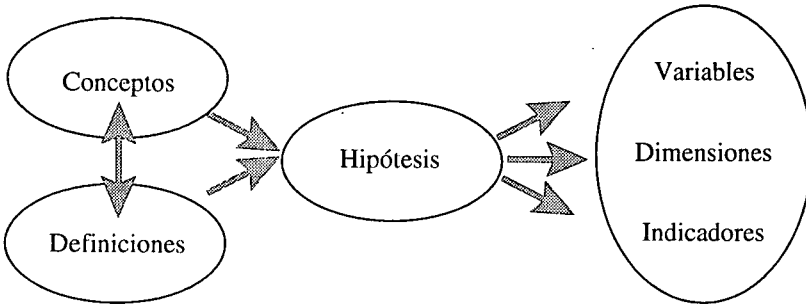 Conceptos
Definiciones
Hipótesis
Variables
Dimensiones
Indicadores